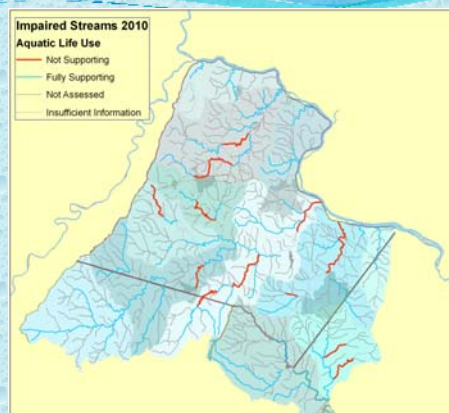 Impaired Streams 2010
Aquatic Life Use
Not Supporting
Fully Supporting
Not Assessed
Insufficient Information